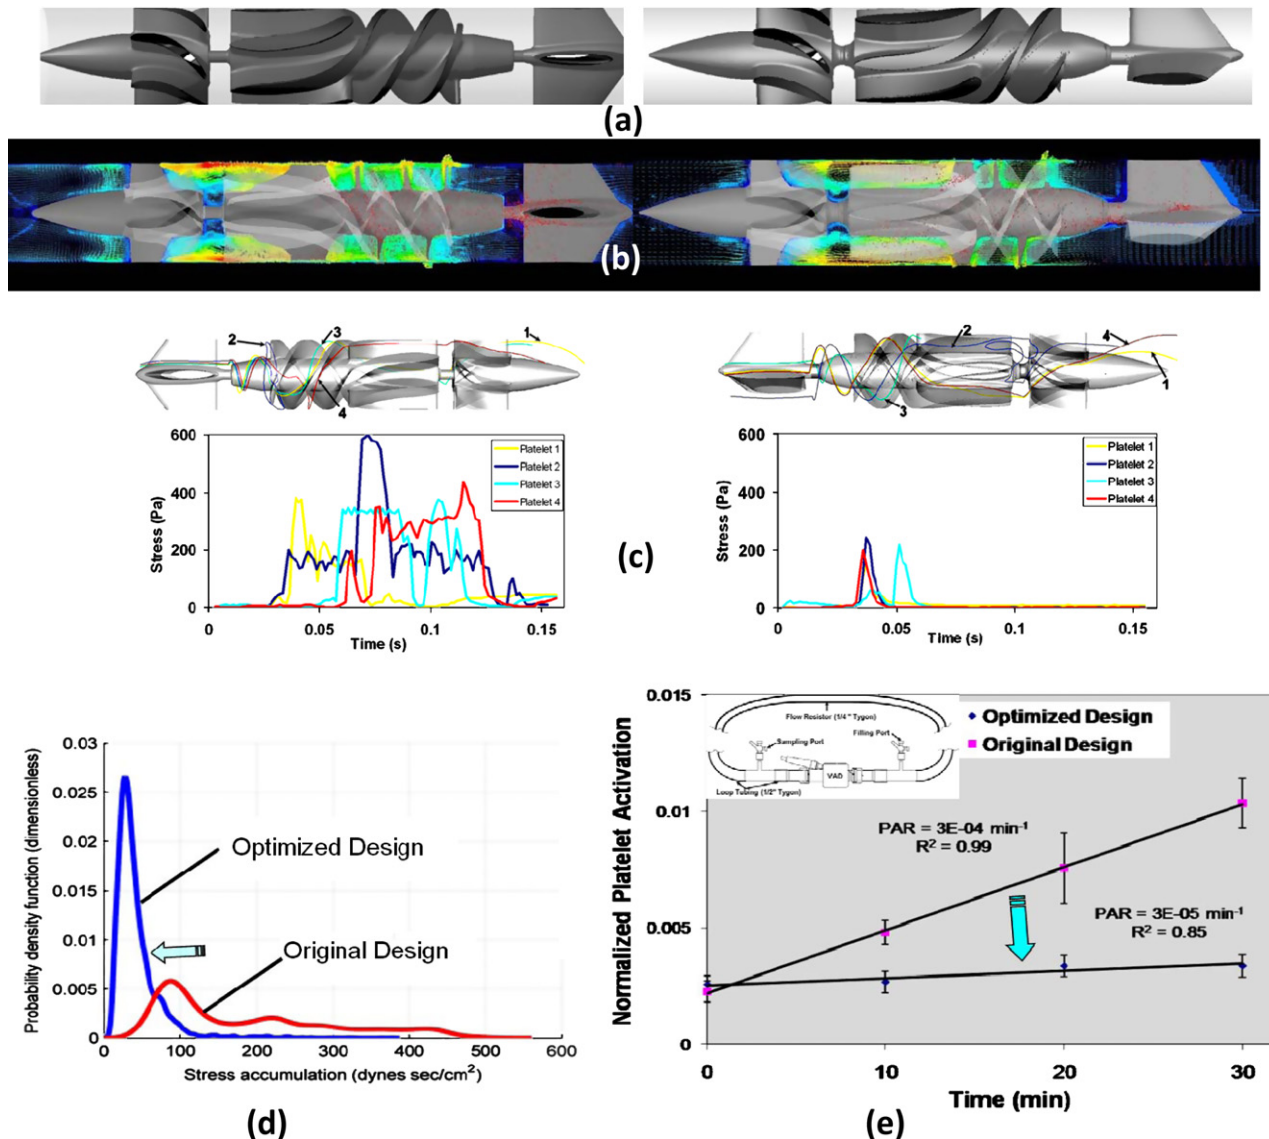 (a)
(b)
2
3
1
4
2
4
1
3
600
400
200
0
Stress (Pa)
0
0.05
0.1
0.15
Time (s)
Platelet 1
Platelet 2
Platelet 3
Platelet 4
(c)
600
400
200
0
Stress (Pa)
0
0.05
0.1
0.15
Time (s)
Platelet 1
Platelet 2
Platelet 3
Platelet 4
0.03
0.025
0.02
0.015
0.01
0.005
0
Probability density function (dimensionless)
Optimized Design
Original Design
0
100
200
300
400
500
600
Stress accumulation (dynes sec/cm²)
(d)
0.015
0.01
0.005
0
Normalized Platelet Activation
Flow Resistor (1/4" Tygon)
Sampling Port
Filling Port
VAD
Loop Tubing (1/2" Tygon)
Optimized Design
Original Design
PAR = 3E-04 min⁻¹
R² = 0.99
PAR = 3E-05 min⁻¹
R² = 0.85
0
10
20
30
Time (min)
(e)